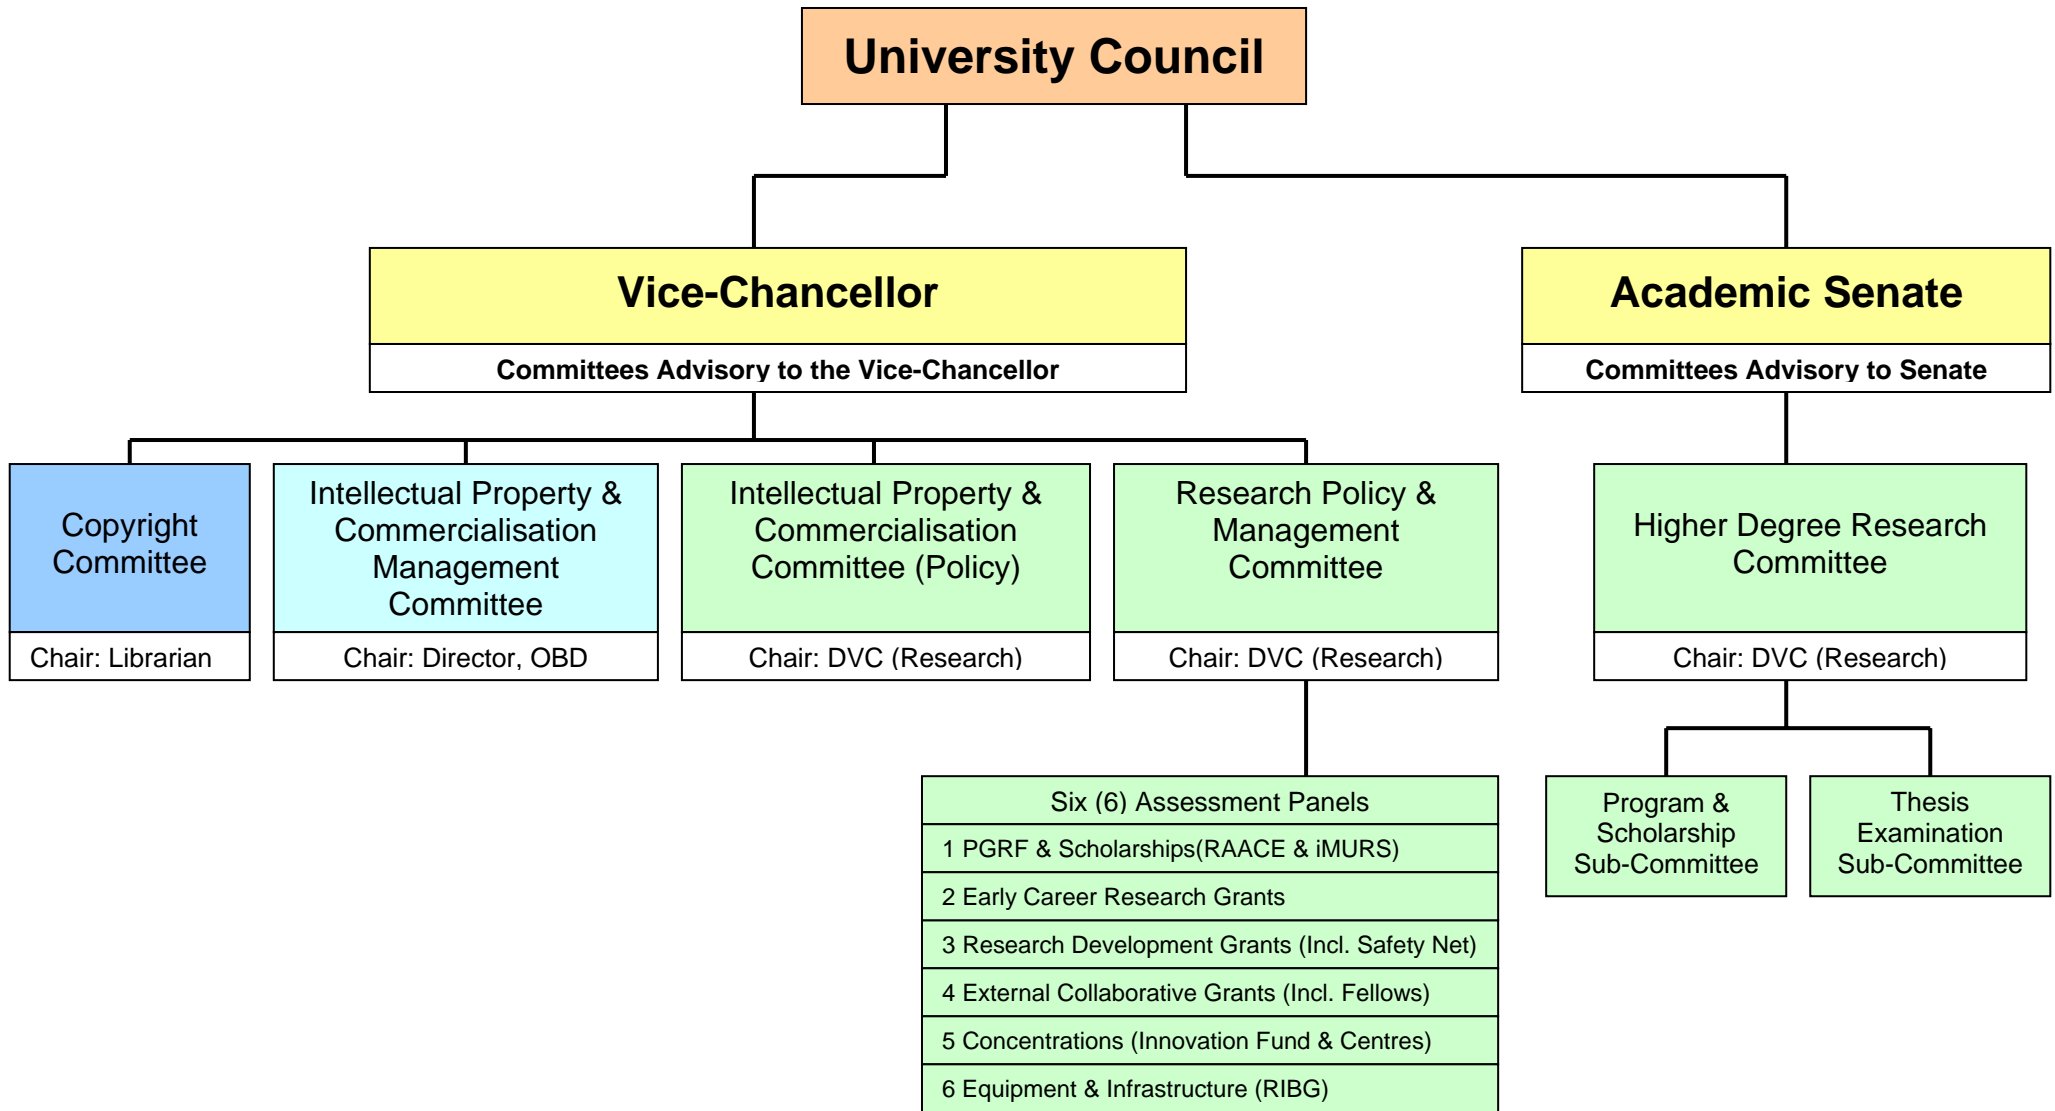 University Council
Vice-Chancellor
Committees Advisory to the Vice-Chancellor
Academic Senate
Committees Advisory to Senate
Copyright
Committee
Chair: Librarian
Intellectual Property &
Commercialisation
Management
Committee
Chair: Director, OBD
Intellectual Property &
Commercialisation
Committee (Policy)
Chair: DVC (Research)
Research Policy &
Management
Committee
Chair: DVC (Research)
Higher Degree Research
Committee
Chair: DVC (Research)
Six (6) Assessment Panels
1 PGRF & Scholarships(RAACE & iMURS)
2 Early Career Research Grants
3 Research Development Grants (Incl. Safety Net)
4 External Collaborative Grants (Incl. Fellows)
5 Concentrations (Innovation Fund & Centres)
6 Equipment & Infrastructure (RIBG)
Program &
Scholarship
Sub-Committee
Thesis
Examination
Sub-Committee